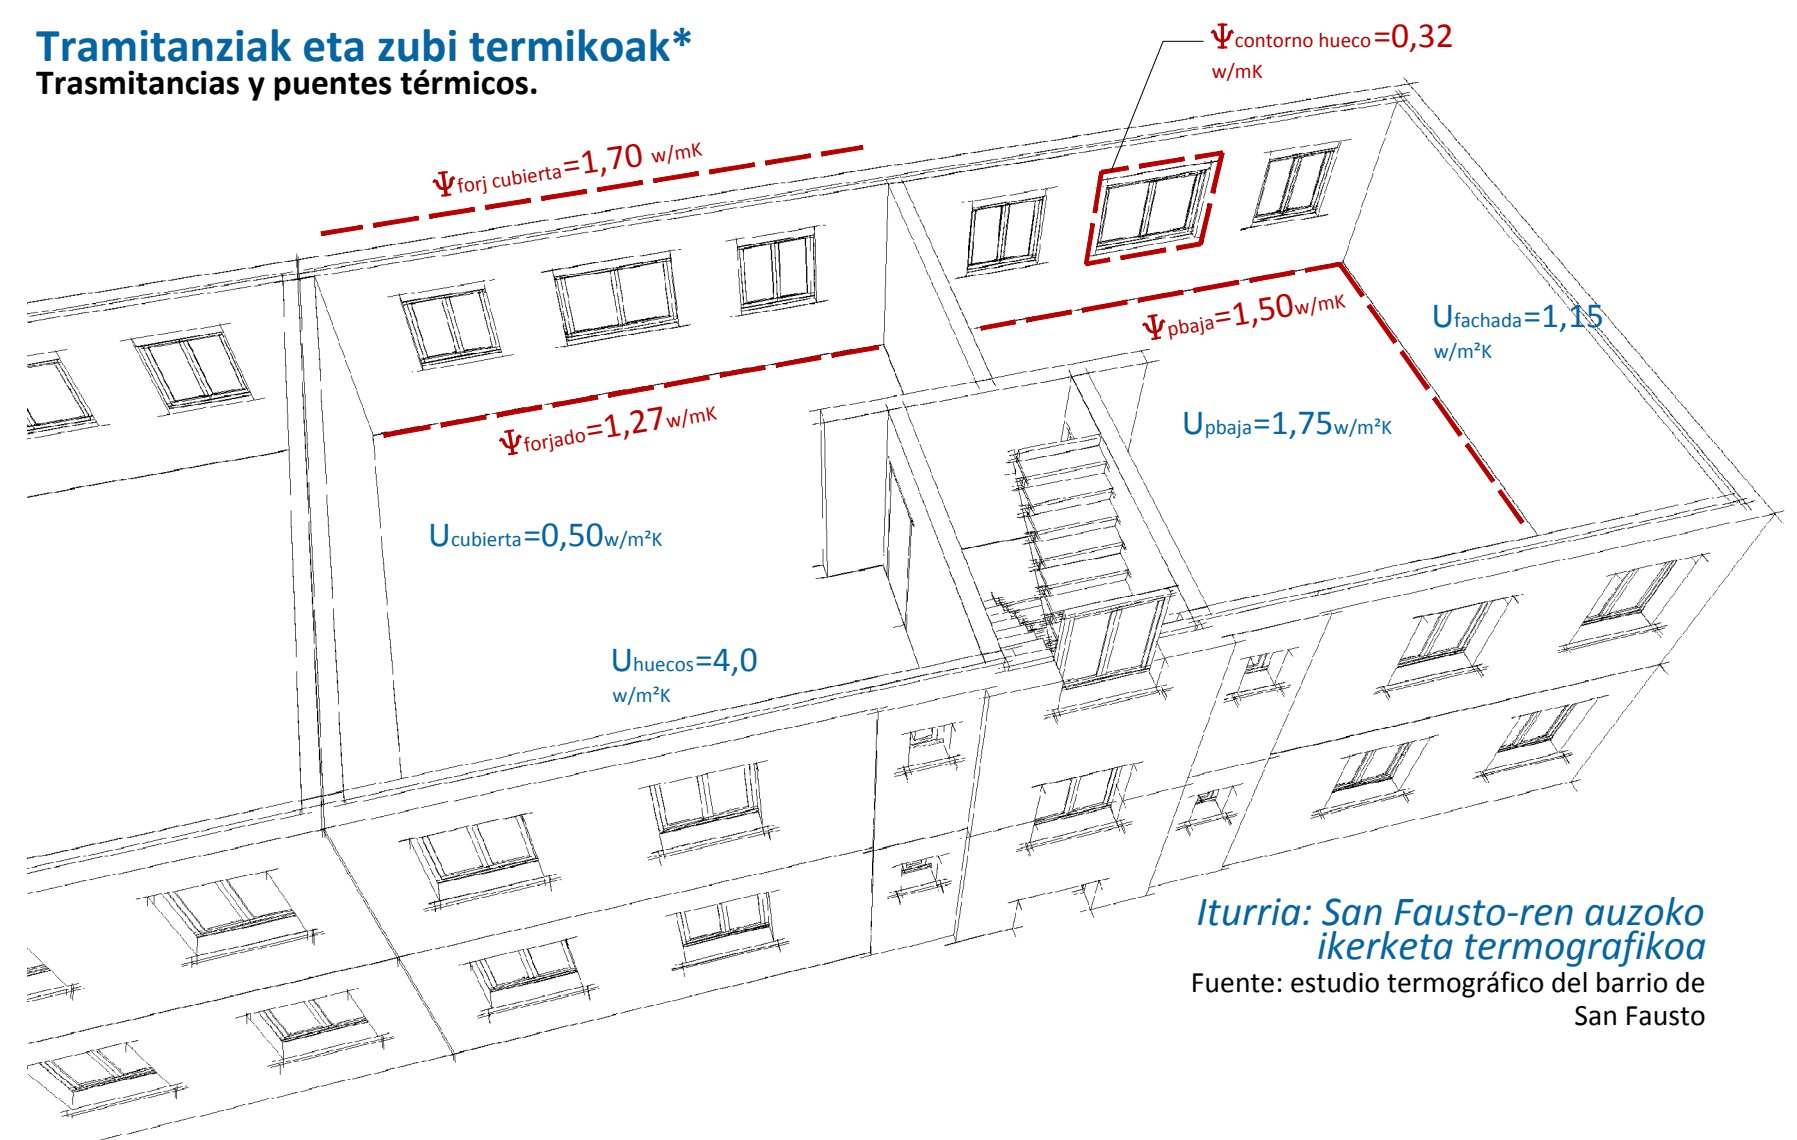 Tramitanziak eta zubi termikoak*
Trasmitancias y puentes térmicos.
Ψcontorno hueco=0,32
w/mK
Ψforj cubierta=1,70 w/mK
Ψpbaja=1,50w/mK
Ufachada=1,15
w/m²K
Ψforjado=1,27w/mK
Upbaja=1,75w/m²K
Ucubierta=0,50w/m²K
Uhuecos=4,0
w/m²K
Iturria: San Fausto-ren auzoko
ikerketa termografikoa
Fuente: estudio termográfico del barrio de
San Fausto